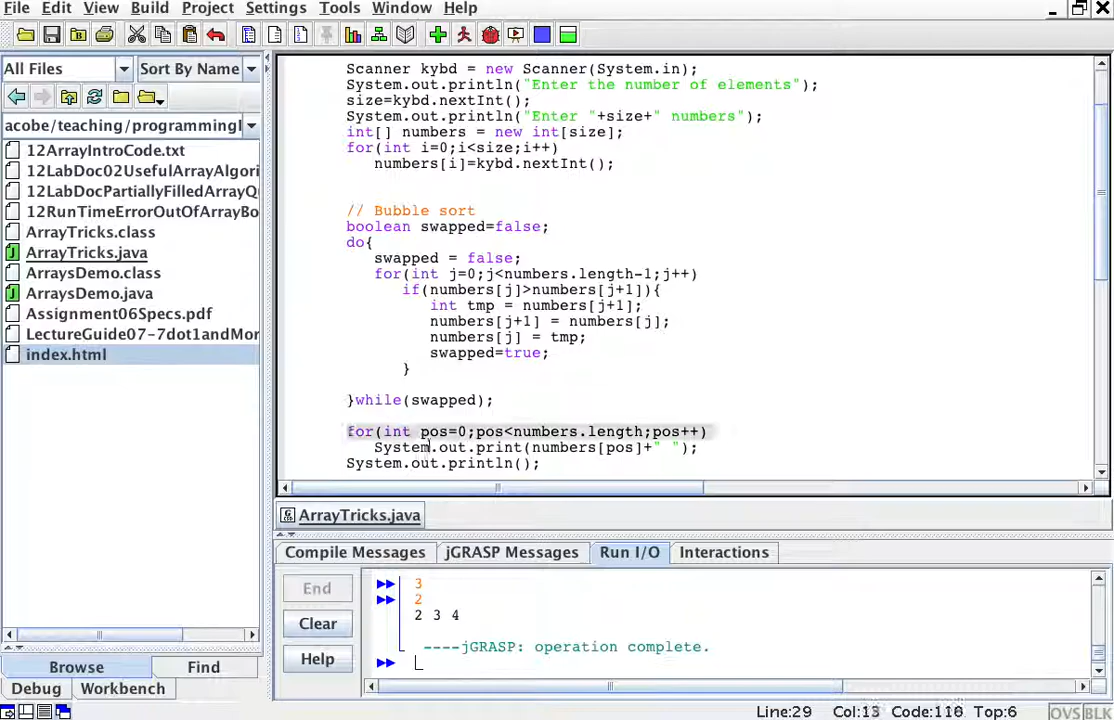 File Edit View Build Project Settings Tools Window Help
All Files Sort By Name
acobe/teaching/programmingl
12ArrayIntroCode.txt
12LabDoc02UsefulArrayAlgori
12LabDocPartiallyFilledArrayQ
12RunTimeErrorOutOfArrayBo
ArrayTricks.class
ArrayTricks.java
ArraysDemo.class
ArraysDemo.java
Assignment06Specs.pdf
LectureGuide07-7dot1andMor
index.html
Browse Find
Debug Workbench
Scanner kybd = new Scanner(System.in);
System.out.println("Enter the number of elements");
size=kybd.nextInt();
System.out.println("Enter "+size+" numbers");
int[] numbers = new int[size];
for(int i=0;i<size;i++)
numbers[i]=kybd.nextInt();
// Bubble sort
boolean swapped=false;
do{
swapped = false;
for(int j=0;j<numbers.length-1;j++)
if(numbers[j]>numbers[j+1]){
int tmp = numbers[j+1];
numbers[j+1] = numbers[j];
numbers[j] = tmp;
swapped=true;
}
}while(swapped);
for(int pos=0;pos<numbers.length;pos++)
System.out.print(numbers[pos]+" ");
System.out.println();
ArrayTricks.java
Compile Messages jGRASP Messages Run I/O Interactions
End
Clear
Help
3
2
2 3 4
----jGRASP: operation complete.
Line:29 Col:13 Code:116 Top:6 OVS BLK